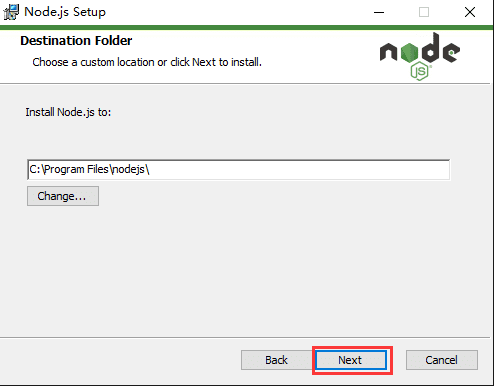 Node.js Setup
Destination Folder
Choose a custom location or click Next to install.
node
JS
Install Node.js to:
C:\Program Files\nodejs\
Change...
Back
Next
Cancel